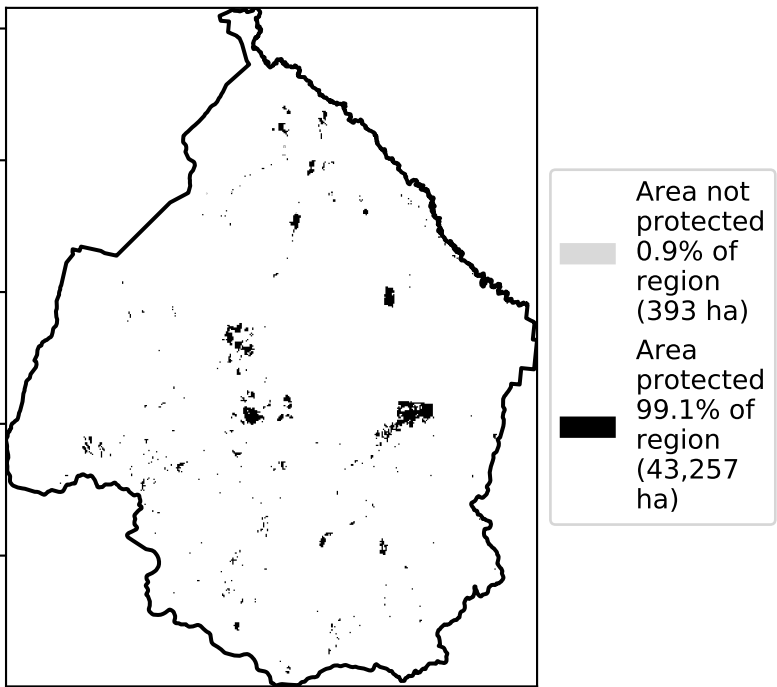 Area not
protected
0.9% of
region
(393 ha)
Area
protected
99.1% of
region
(43,257
ha)